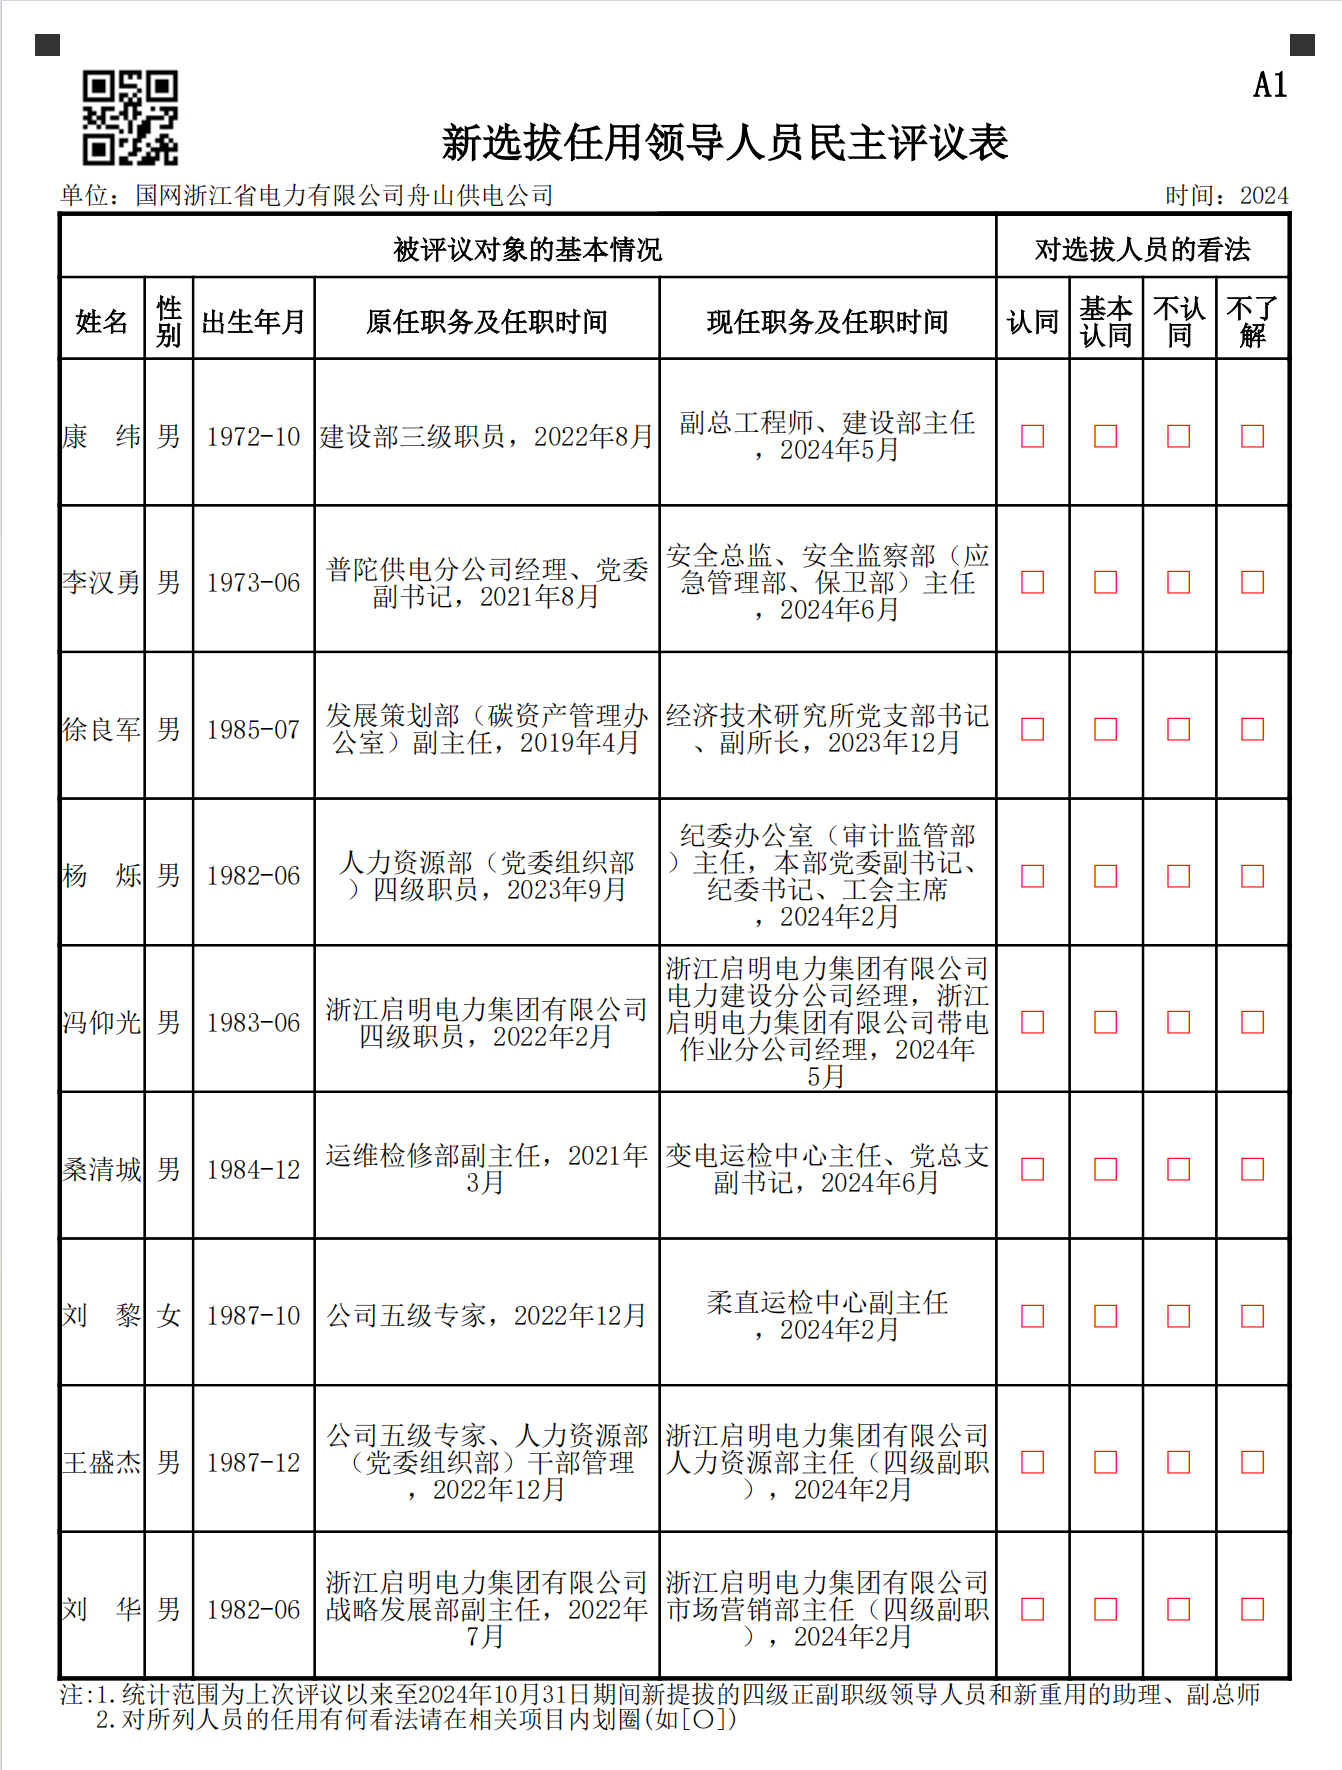 A1
新选拔任用领导人员民主评议表
单位：国网浙江省电力有限公司舟山供电公司 时间：2024
被评议对象的基本情况 对选拔人员的看法
姓名 性别 出生年月 原任职务及任职时间 现任职务及任职时间 认同 基本认同 不认同 不了解
康　纬 男 1972-10 建设部三级职员，2022年8月 副总工程师、建设部主任
，2024年5月
□ □ □ □
李汉勇 男 1973-06 普陀供电分公司经理、党委
副书记，2021年8月
安全总监、安全监察部（应
急管理部、保卫部）主任
，2024年6月
□ □ □ □
徐良军 男 1985-07 发展策划部（碳资产管理办
公室）副主任，2019年4月
经济技术研究所党支部书记
、副所长，2023年12月
□ □ □ □
杨　烁 男 1982-06 人力资源部（党委组织部
）四级职员，2023年9月
纪委办公室（审计监管部
）主任，本部党委副书记、
纪委书记、工会主席
，2024年2月
□ □ □ □
冯仰光 男 1983-06 浙江启明电力集团有限公司
四级职员，2022年2月
浙江启明电力集团有限公司
电力建设分公司经理，浙江
启明电力集团有限公司带电
作业分公司经理，2024年
5月
□ □ □ □
桑清城 男 1984-12 运维检修部副主任，2021年
3月
变电运检中心主任、党总支
副书记，2024年6月
□ □ □ □
刘　黎 女 1987-10 公司五级专家，2022年12月 柔直运检中心副主任
，2024年2月
□ □ □ □
王盛杰 男 1987-12 公司五级专家、人力资源部
（党委组织部）干部管理
，2022年12月
浙江启明电力集团有限公司
人力资源部主任（四级副职
），2024年2月
□ □ □ □
刘　华 男 1982-06 浙江启明电力集团有限公司
战略发展部副主任，2022年
7月
浙江启明电力集团有限公司
市场营销部主任（四级副职
），2024年2月
□ □ □ □
注:1.统计范围为上次评议以来至2024年10月31日期间新提拔的四级正副职级领导人员和新重用的助理、副总师
2.对所列人员的任用有何看法请在相关项目内划圈(如[○])